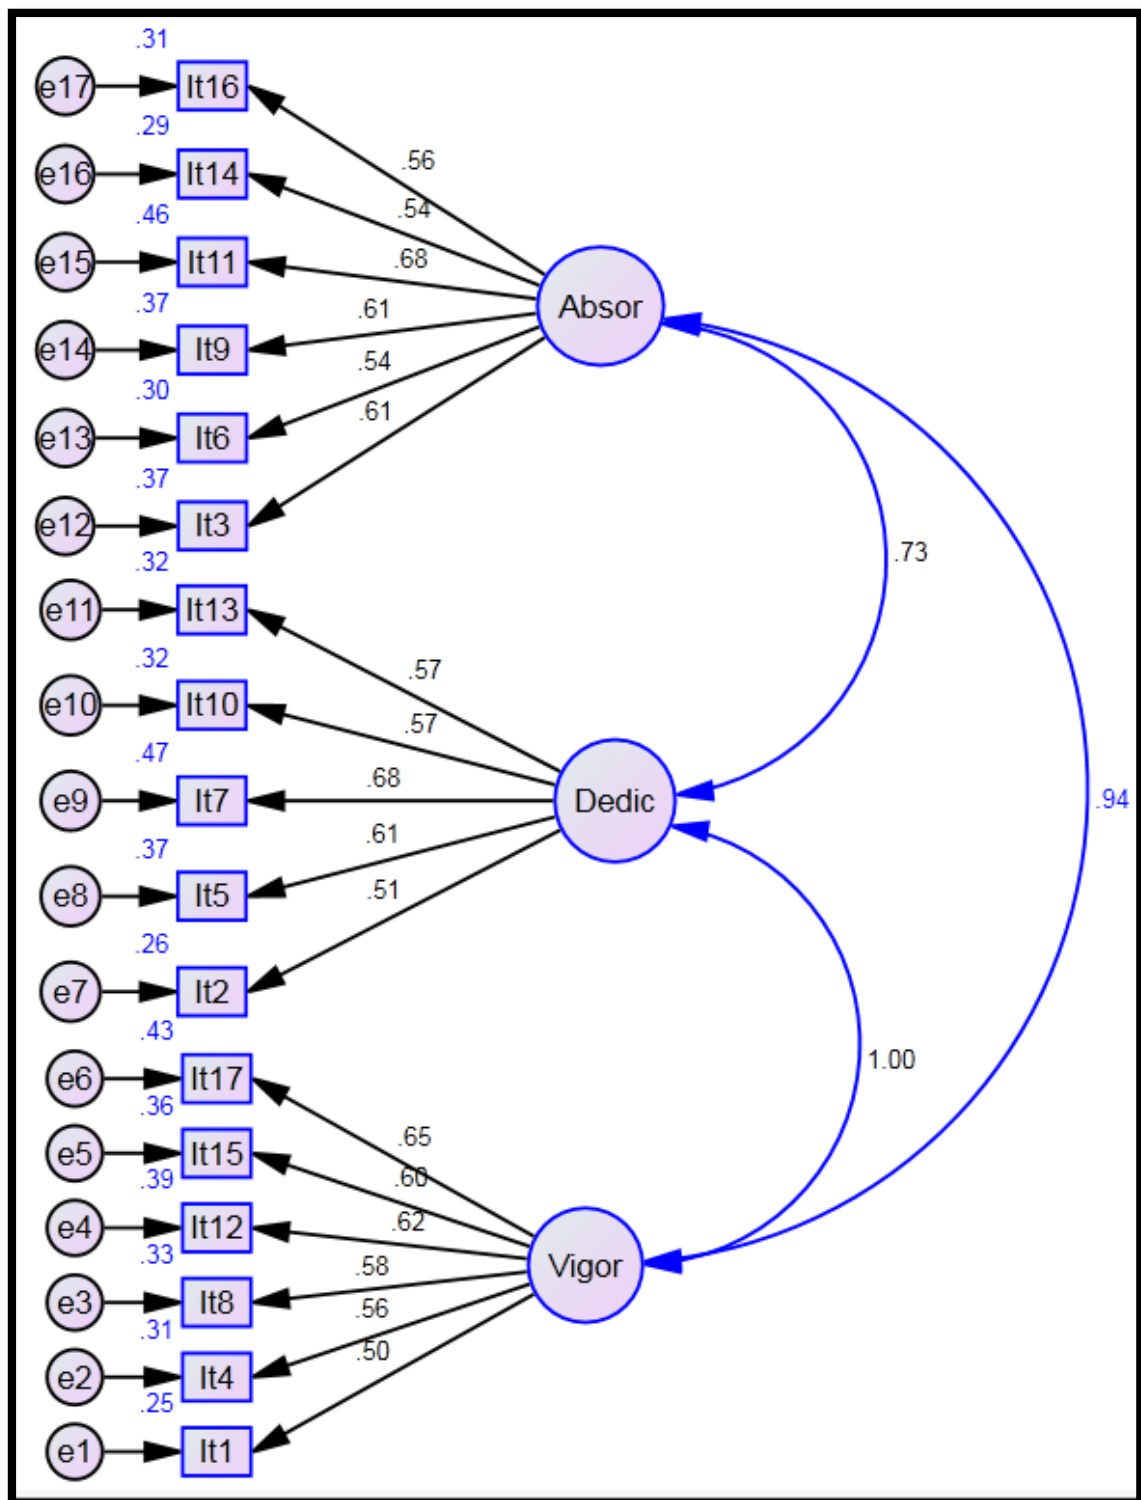 .31
e17 It16
.29
.56
e16 It14
.54
.46
e15 It11
.68
.37
Absor
.61
e14 It9
.54
.30
.61
e13 It6
.37
e12 It3
.73
.32
e11 It13
.32
.57
e10 It10
.57
.47
.68
e9 It7
Dedic
.94
.61
.37
.51
e8 It5
.26
e7 It2
.43
1.00
e6 It17
.36
.65
e5 It15
.60
.39
.62
e4 It12
.33
.58
Vigor
e3 It8
.56
.31
.50
e2 It4
.25
e1 It1